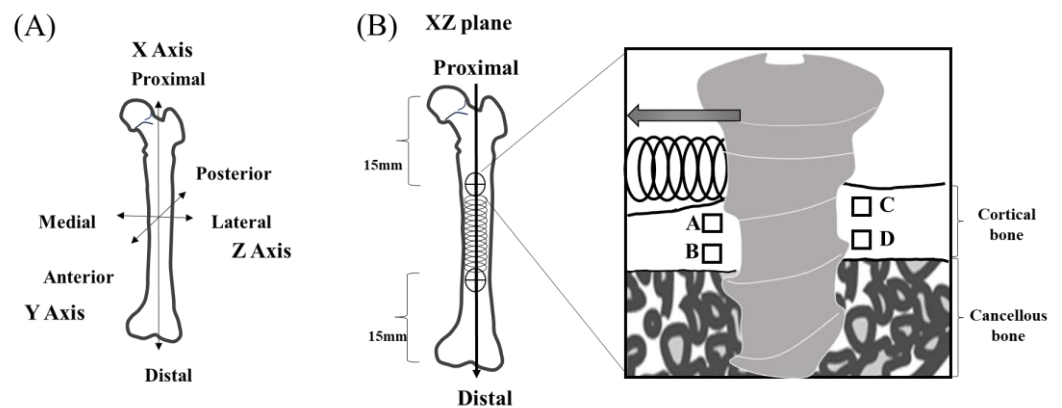 (A)
X Axis
Proximal
Posterior
Medial
Lateral
Z Axis
Anterior
Y Axis
Distal
(B)
XZ plane
Proximal
15mm
15mm
Distal
A
B
C
D
Cortical
bone
Cancellous
bone